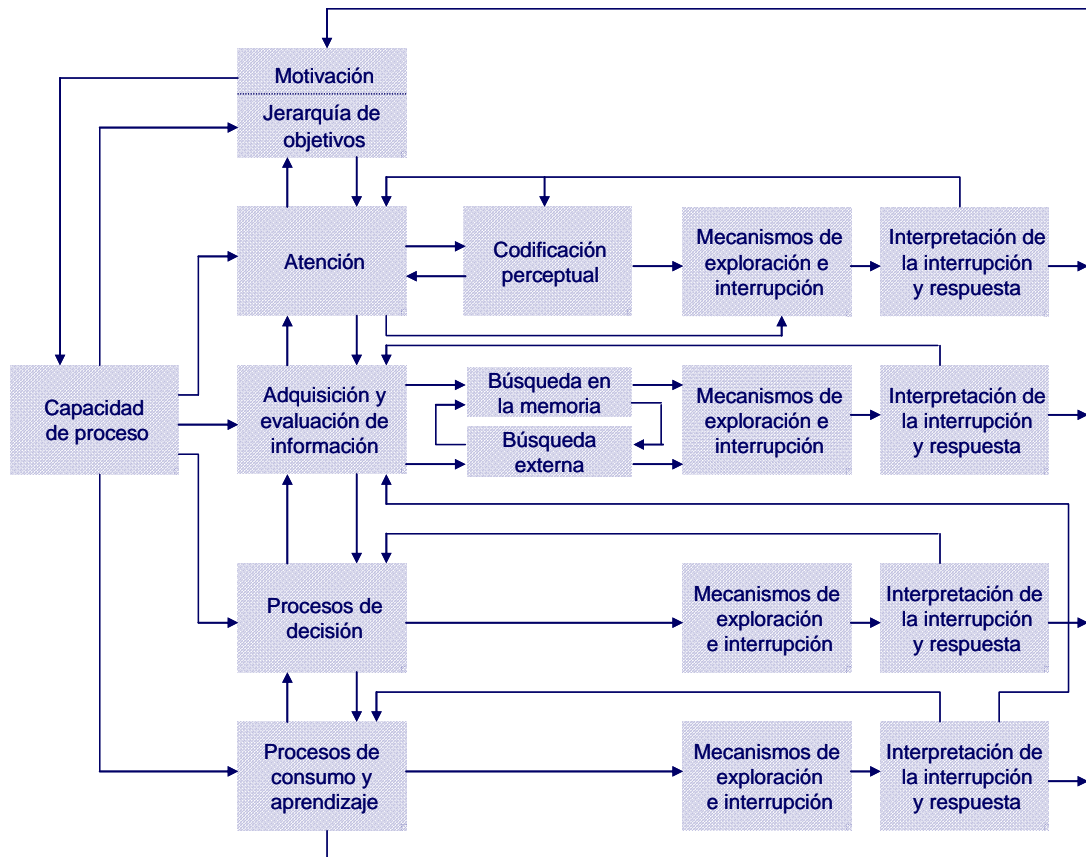 Motivación
Jerarquía de
objetivos
Atención
Codificación
perceptual
Mecanismos de
exploración e
interrupción
Interpretación de
la interrupción
y respuesta
Capacidad
de proceso
Adquisición y
evaluación de
información
Búsqueda en
la memoria
Búsqueda
externa
Mecanismos de
exploración e
interrupción
Interpretación de
la interrupción
y respuesta
Procesos de
decisión
Mecanismos de
exploración
e interrupción
Interpretación de
la interrupción
y respuesta
Procesos de
consumo y
aprendizaje
Mecanismos de
exploración
e interrupción
Interpretación de
la interrupción
y respuesta